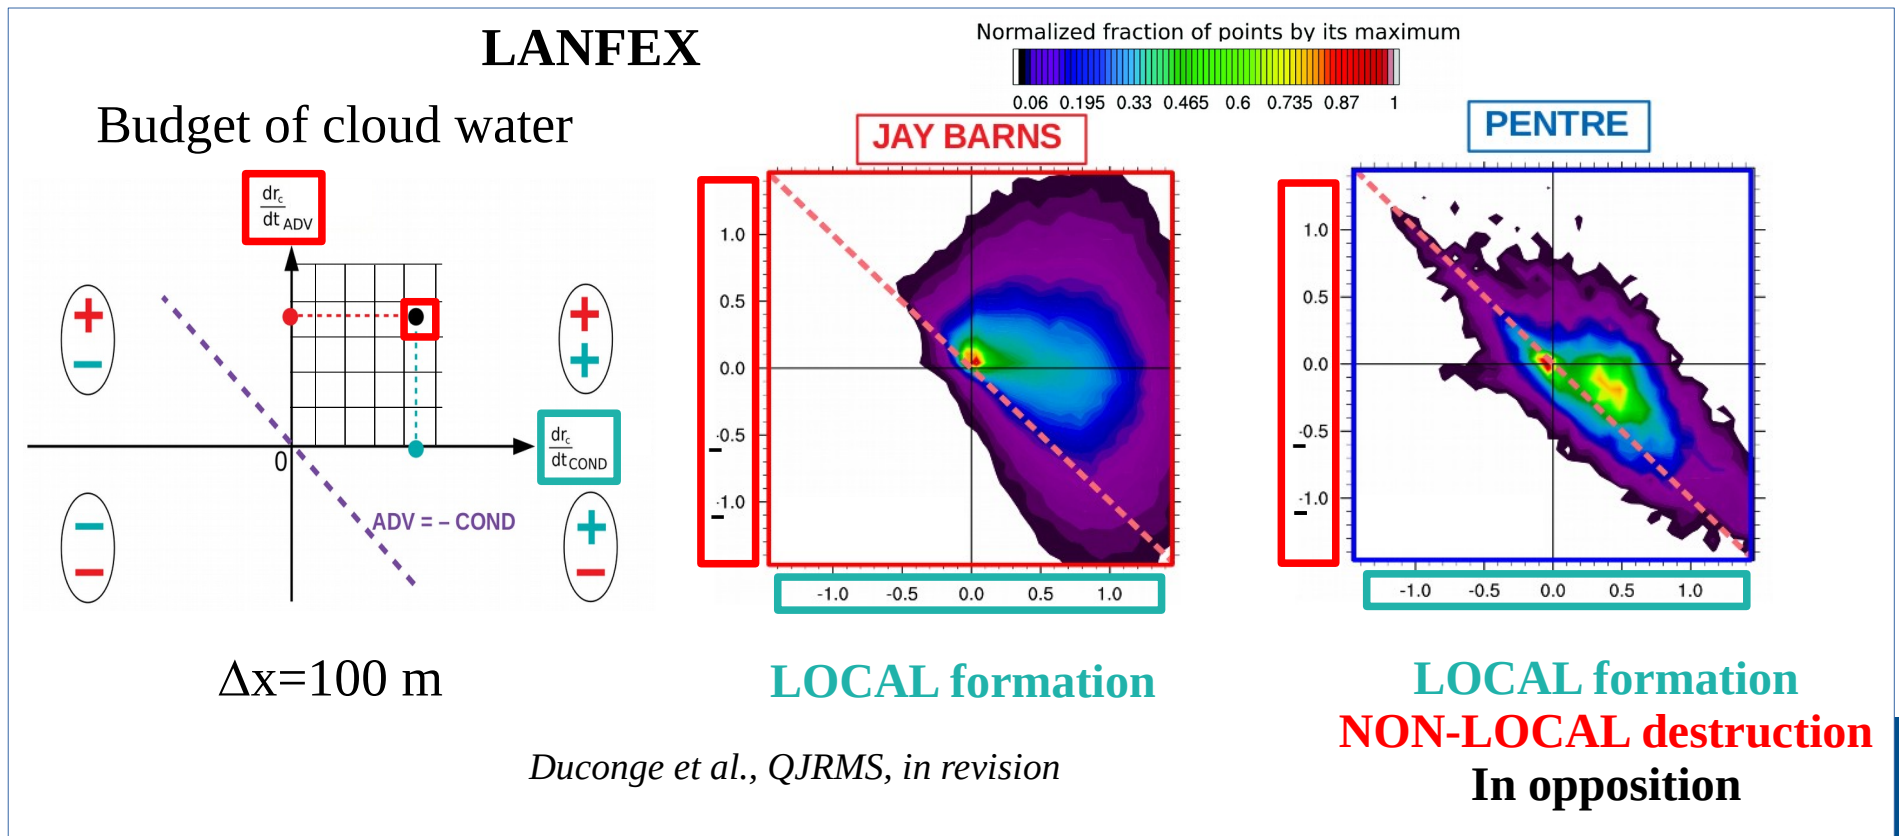 LANFEX
Normalized fraction of points by its maximum
0.06 0.195 0.33 0.465 0.6 0.735 0.87 1
Budget of cloud water
JAY BARNS
PENTRE
drc
dt ADV
+
−
+
+
0
drc
dt COND
ADV = – COND
−
−
+
−
1.0
0.5
0.0
-0.5
-1.0
-1.0 -0.5 0.0 0.5 1.0
1.0
0.5
0.0
-0.5
-1.0
-1.0 -0.5 0.0 0.5 1.0
Δx=100 m
LOCAL formation
LOCAL formation
NON-LOCAL destruction
In opposition
Duconge et al., QJRMS, in revision